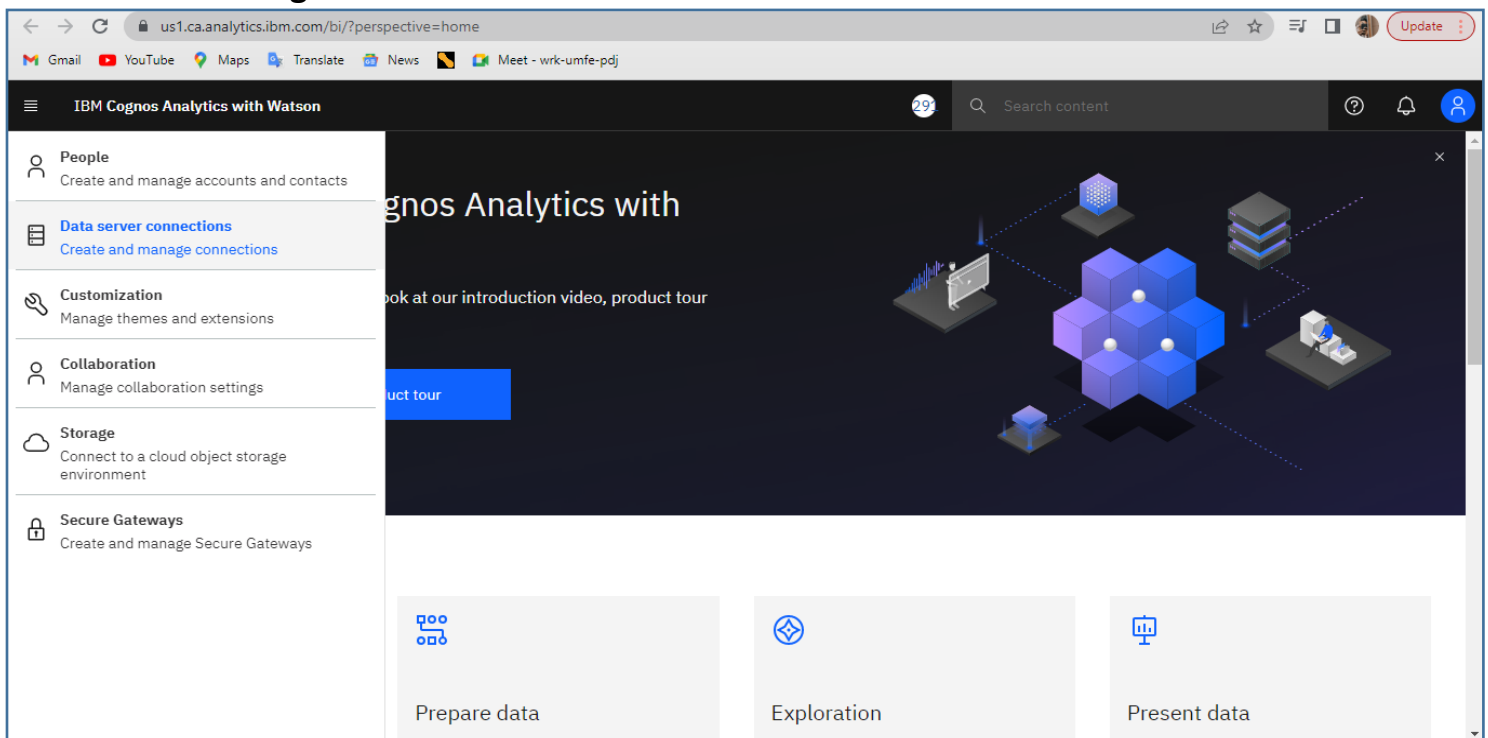 us1.ca.analytics.ibm.com/bi/?perspective=home
Update
Gmail YouTube Maps Translate News Meet - wrk-umfe-pdj
IBM Cognos Analytics with Watson
291
Search content
People
Create and manage accounts and contacts
Data server connections
Create and manage connections
Customization
Manage themes and extensions
Collaboration
Manage collaboration settings
Storage
Connect to a cloud object storage
environment
Secure Gateways
Create and manage Secure Gateways
gnos Analytics with
ook at our introduction video, product tour
uct tour
Prepare data
Exploration
Present data